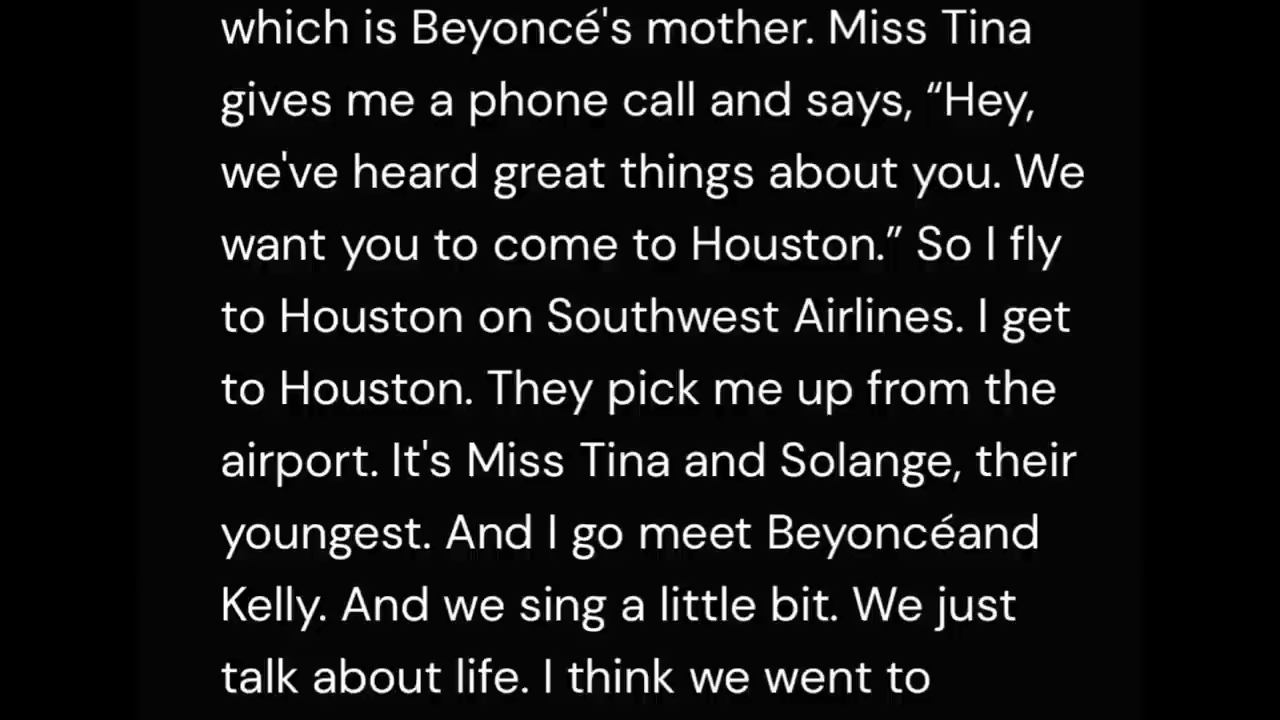 which is Beyoncé's mother. Miss Tina
gives me a phone call and says, “Hey,
we've heard great things about you. We
want you to come to Houston.” So I fly
to Houston on Southwest Airlines. I get
to Houston. They pick me up from the
airport. It's Miss Tina and Solange, their
youngest. And I go meet Beyoncéand
Kelly. And we sing a little bit. We just
talk about life. I think we went to